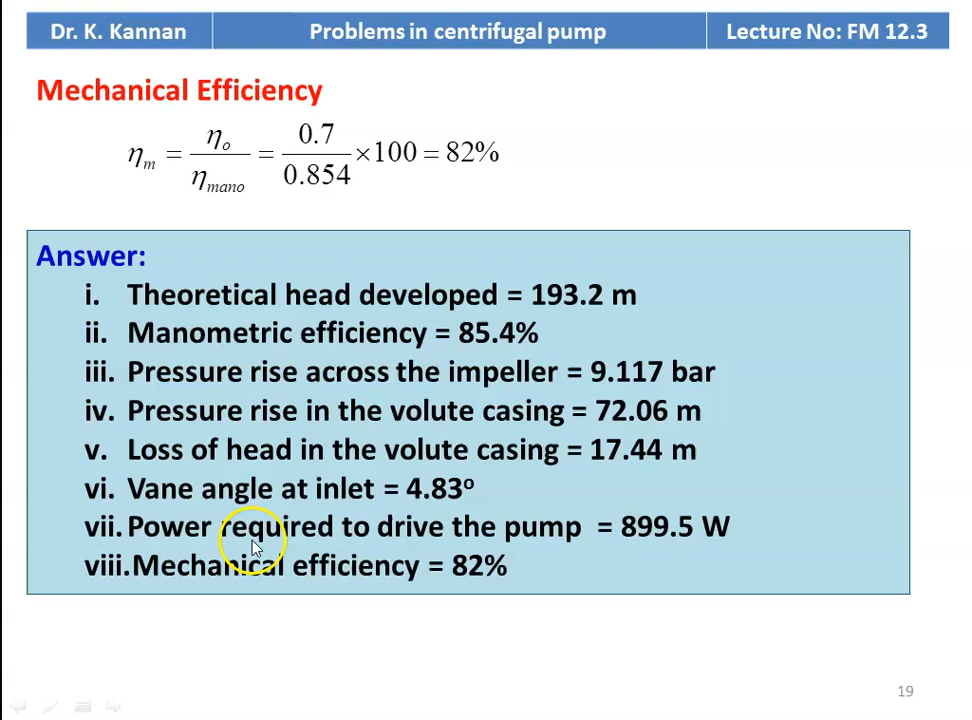 Dr. K. Kannan
Problems in centrifugal pump
Lecture No: FM 12.3
Mechanical Efficiency
η_m = η_o / η_mano = 0.7 / 0.854 ×100 = 82%
Answer:
i. Theoretical head developed = 193.2 m
ii. Manometric efficiency = 85.4%
iii. Pressure rise across the impeller = 9.117 bar
iv. Pressure rise in the volute casing = 72.06 m
v. Loss of head in the volute casing = 17.44 m
vi. Vane angle at inlet = 4.83º
vii. Power required to drive the pump = 899.5 W
viii. Mechanical efficiency = 82%
19